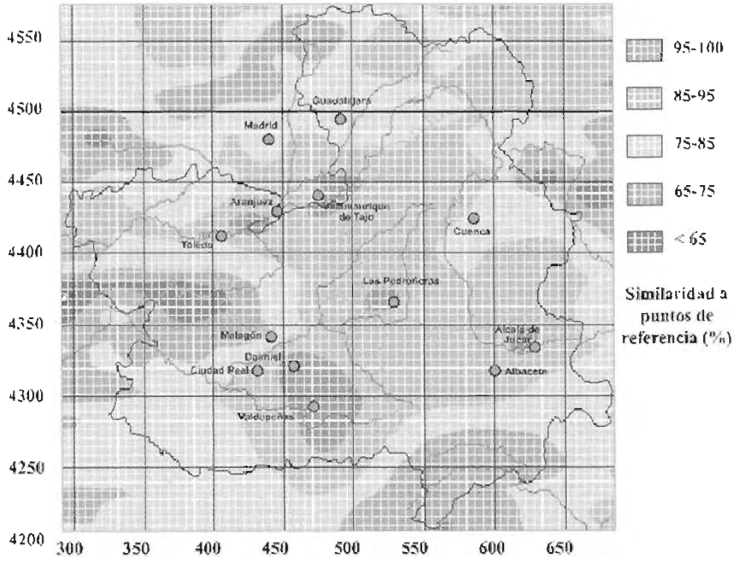 4550
4500
4450
4400
4350
4300
4250
4200
300
350
400
440
500
550
600
650
Guadalajara
Madrid
Aranjuez
Villamanrique
de Tajo
Toledo
Cuenca
Las Pedroñeras
Malagón
Daimiel
Ciudad Real
Valdepeñas
Alcalá de
Jucar
Albacete
95-100
85-95
75-85
65-75
< 65
Similaridad a
puntos de
referencia (%)